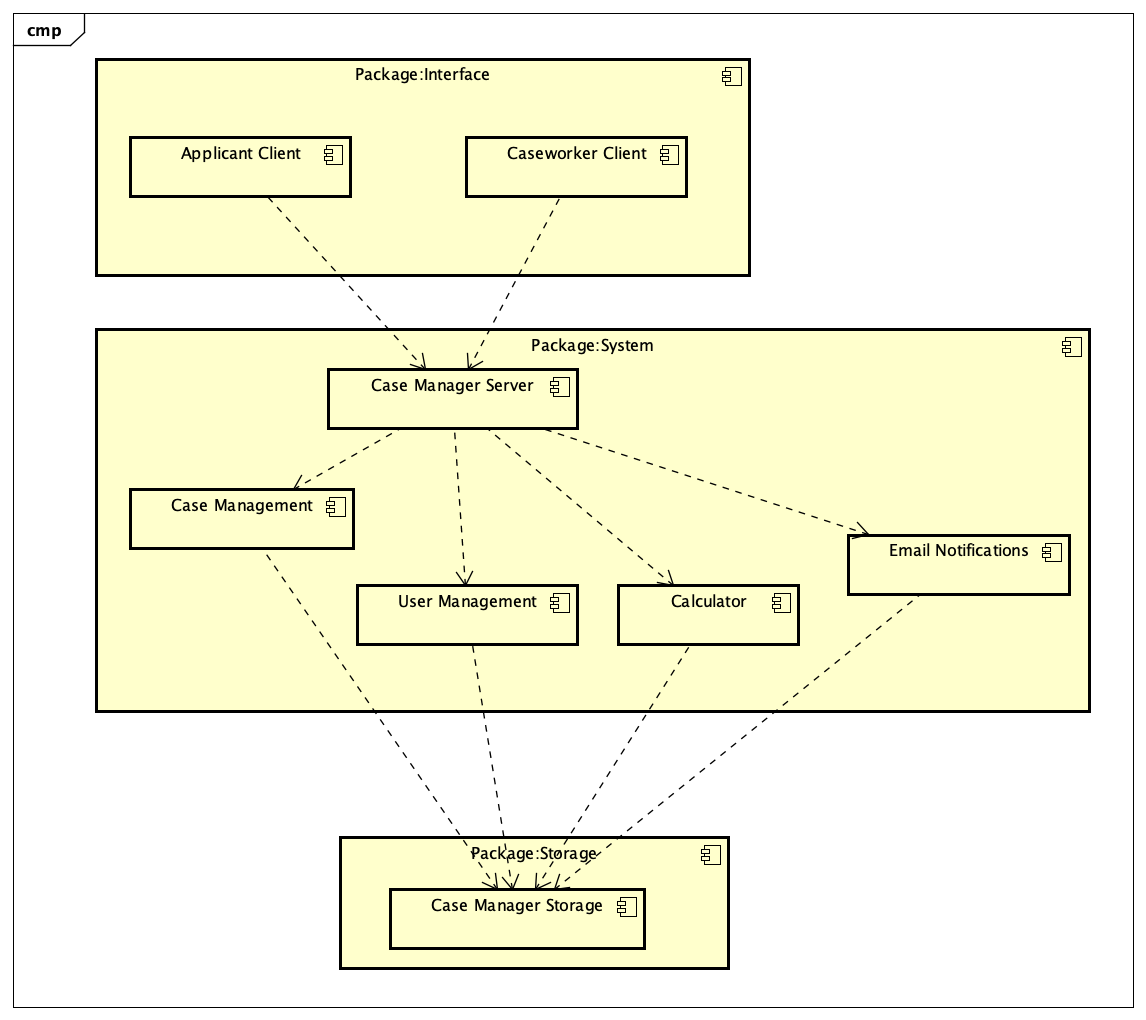 cmp
Package:Interface
Applicant Client
Caseworker Client
Package:System
Case Manager Server
Case Management
Email Notifications
User Management
Calculator
Package:Storage
Case Manager Storage